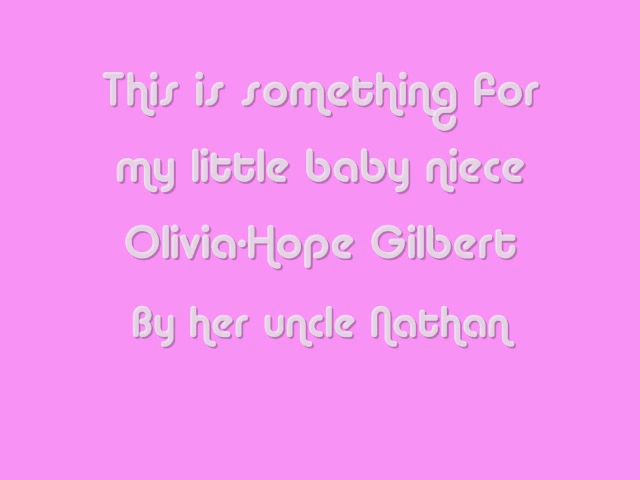 This is something for
my little baby niece
Olivia-Hope Gilbert
By her uncle Nathan